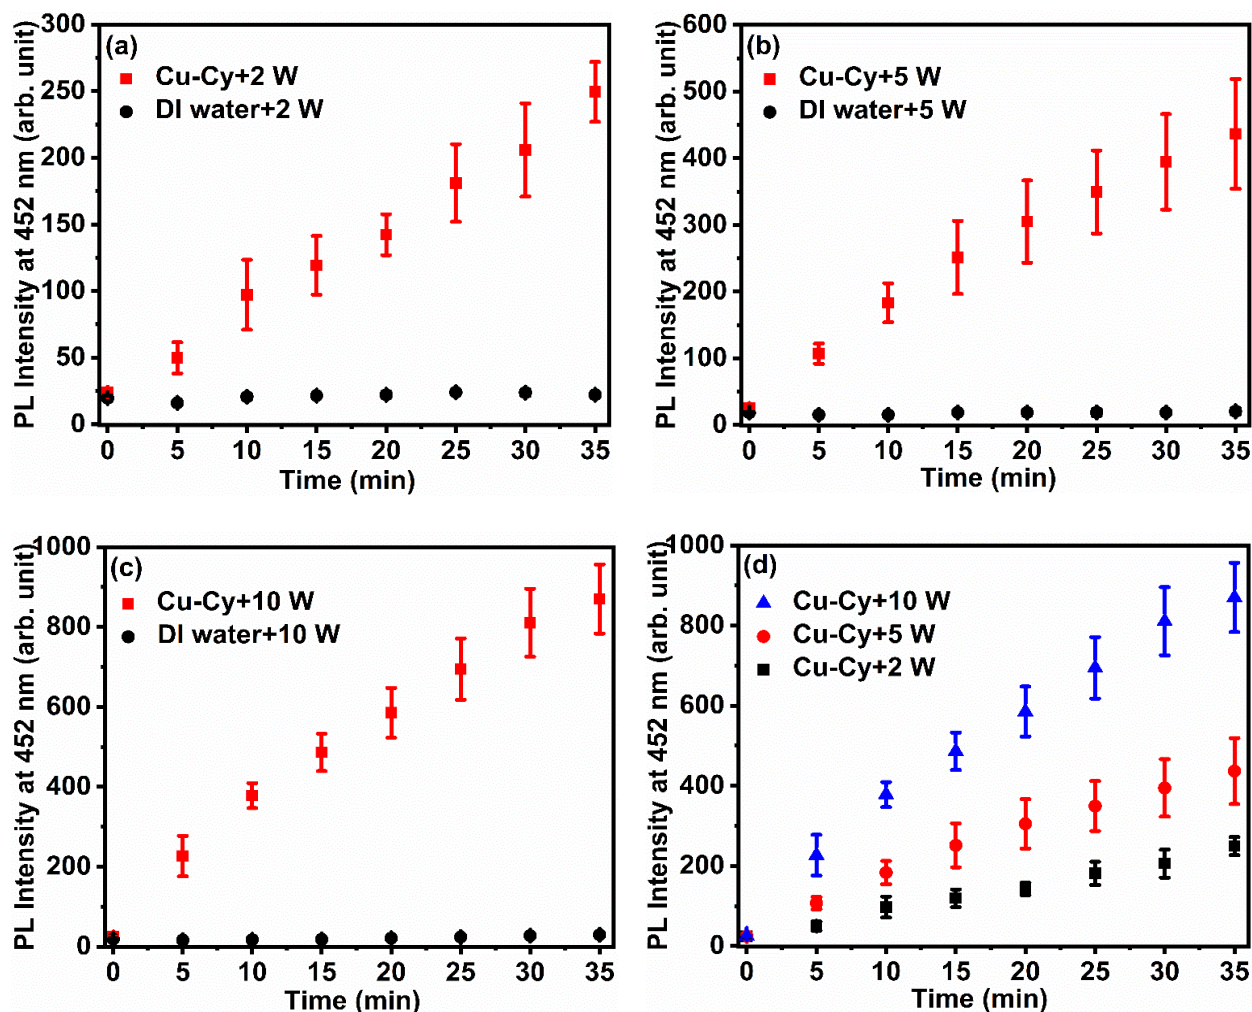 (a)
Cu-Cy+2 W
DI water+2 W
PL Intensity at 452 nm (arb. unit)
300
250
200
150
100
50
0
0 5 10 15 20 25 30 35
Time (min)
(b)
Cu-Cy+5 W
DI water+5 W
PL Intensity at 452 nm (arb. unit)
600
500
400
300
200
100
0
0 5 10 15 20 25 30 35
Time (min)
(c)
Cu-Cy+10 W
DI water+10 W
PL Intensity at 452 nm (arb. unit)
1000
800
600
400
200
0
0 5 10 15 20 25 30 35
Time (min)
(d)
Cu-Cy+10 W
Cu-Cy+5 W
Cu-Cy+2 W
PL Intensity at 452 nm (arb. unit)
1000
800
600
400
200
0
0 5 10 15 20 25 30 35
Time (min)